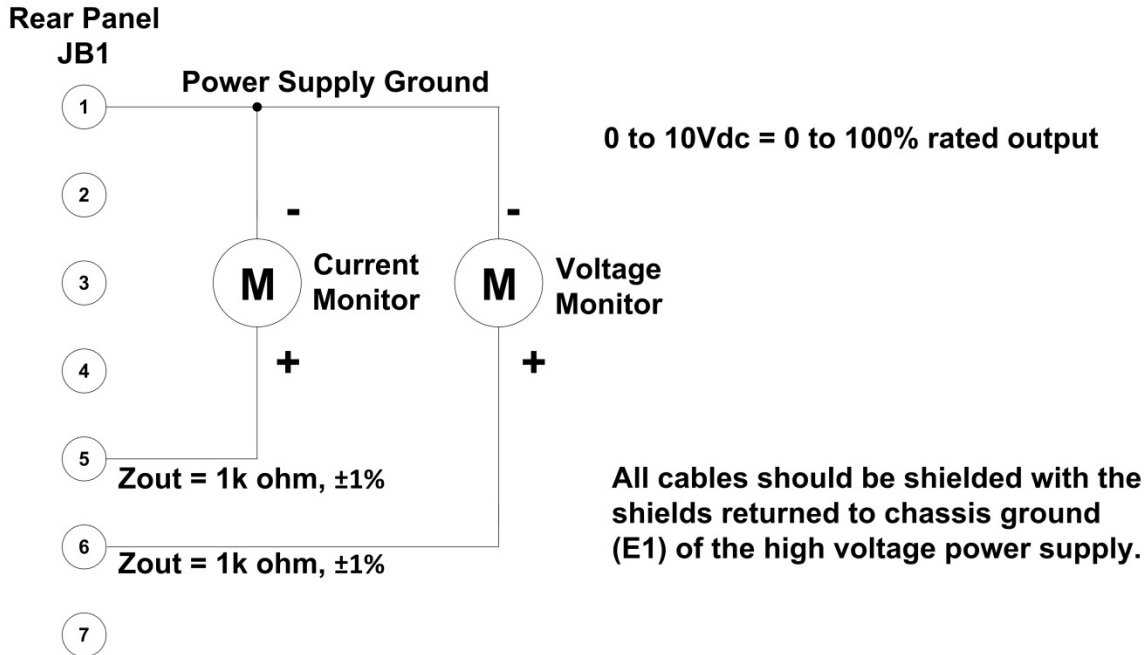 Rear Panel
JB1
1
Power Supply Ground
0 to 10Vdc = 0 to 100% rated output
2
-
-
3
M
Current
Monitor
M
Voltage
Monitor
4
+
+
5
Zout = 1k ohm, ±1%
All cables should be shielded with the
shields returned to chassis ground
(E1) of the high voltage power supply.
6
Zout = 1k ohm, ±1%
7